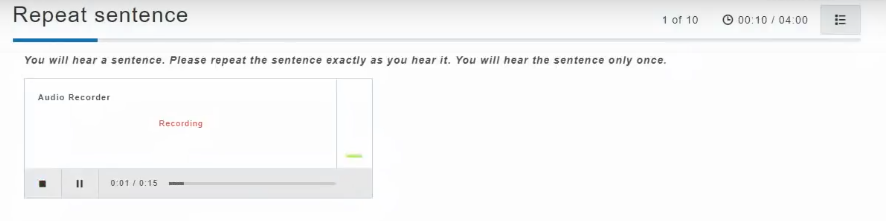 Repeat sentence
1 of 10 00:10 / 04:00
You will hear a sentence. Please repeat the sentence exactly as you hear it. You will hear the sentence only once.
Audio Recorder
Recording
0:01 / 0:15